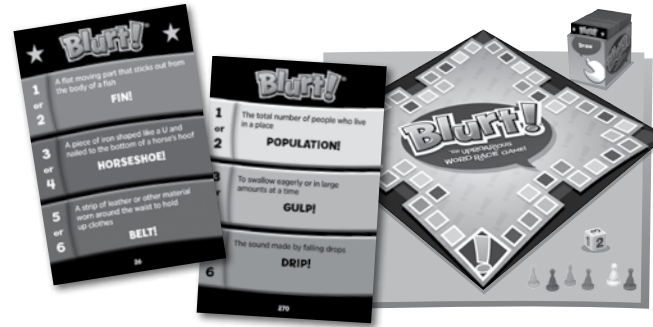 Blurt!
1
or
2
A flat moving part that sticks out from
the body of a fish
FIN!
3
or
4
A piece of iron shaped like a U and
nailed to the bottom of a horse's hoof
HORSESHOE!
5
or
6
A strip of leather or other material
worn around the waist to hold
up clothes
BELT!
26
Blurt!
1
or
2
The total number of people who live
in a place
POPULATION!
3
To swallow eagerly or in large
amounts at a time
GULP!
6
The sound made by falling drops
DRIP!
270
Blurt!
The UPROARIOUS
WORD RACE GAME!
Draw
1 2